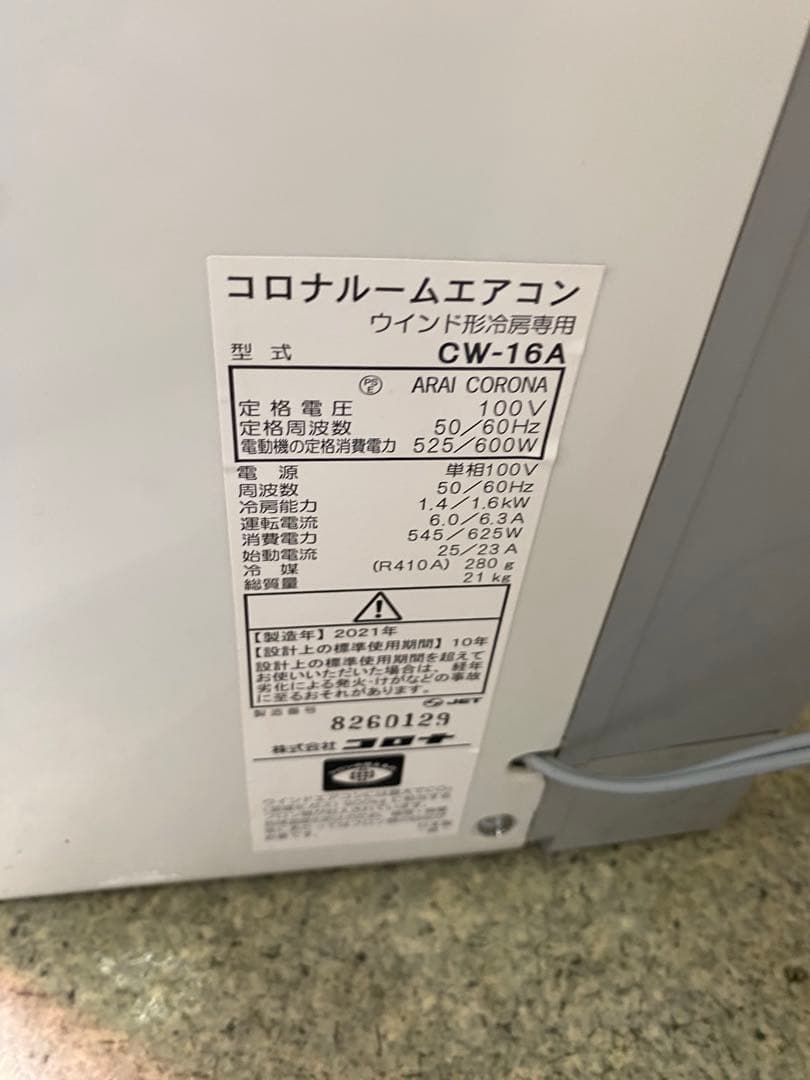 コロナルームエアコン
ウインド形冷房専用
型式 CW-16A
PS E ARAI CORONA
定格電圧 100V
定格周波数 50/60Hz
電動機の定格消費電力 525/600W
電源 単相100V
周波数 50/60Hz
冷房能力 1.4/1.6kW
運転電流 6.0/6.3A
消費電力 545/625W
始動電流 25/23A
冷媒 (R410A) 280g
総質量 21kg
【製造年】2021年
【設計上の標準使用期間】10年
設計上の標準使用期間を超えて
お使いいただいた場合は、経年
劣化による発火・けがなどの事故
に至るおそれがあります。
JET
製造番号
8260129
株式会社 コロナ